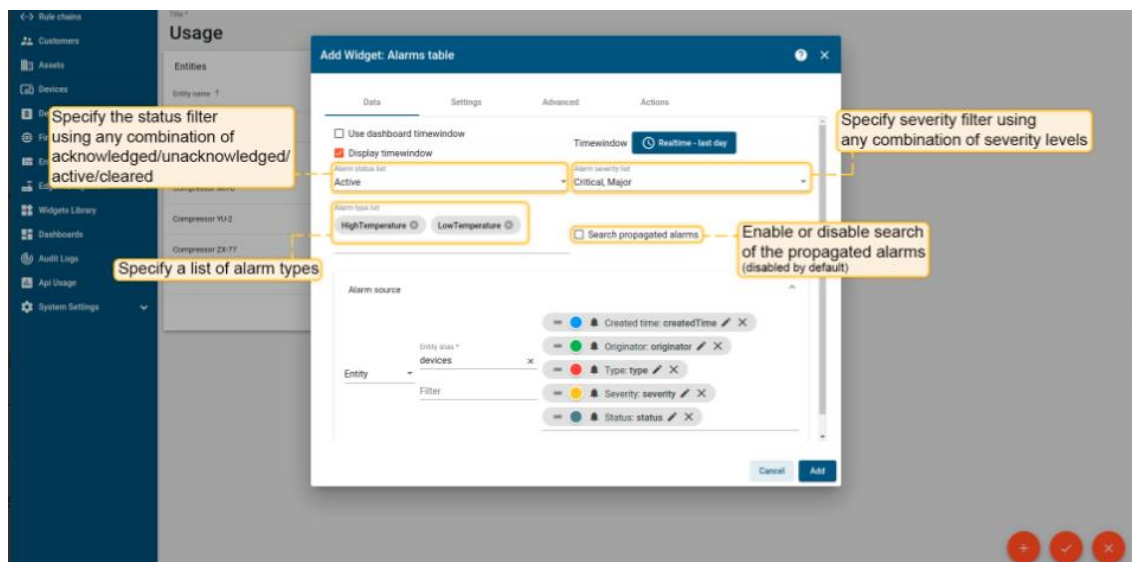 Rule chains
Customers
Assets
Devices
De
Fir
En
Ed
Widgets Library
Dashboards
Audit Logs
Api Usage
System Settings
Title *
Usage
Entities
Entity name ↑
Compressor YU-2
Compressor ZX-77
Add Widget: Alarms table
Data Settings Advanced Actions
Use dashboard timewindow
Display timewindow
Timewindow Realtime - last day
Alarm status list
Active
Alarm severity list
Critical, Major
Alarm type list
HighTemperature LowTemperature
Search propagated alarms
Alarm source
Entity
Entity alias *
devices
Filter
Created time: createdTime
Originator: originator
Type: type
Severity: severity
Status: status
Cancel Add
Specify the status filter
using any combination of
acknowledged/unacknowledged/
active/cleared
Specify severity filter using
any combination of severity levels
Specify a list of alarm types
Enable or disable search
of the propagated alarms
(disabled by default)